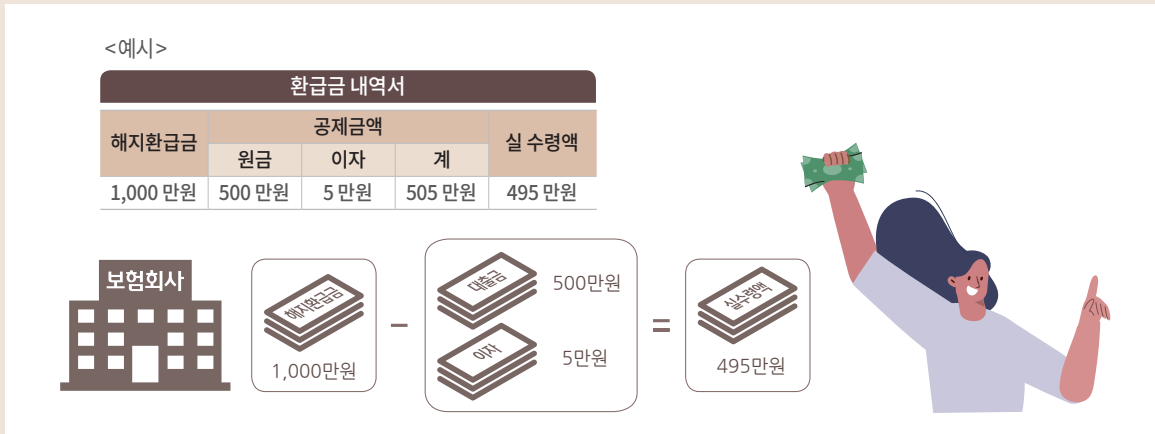 <예시>
환급금 내역서
해지환급금 공제금액 실 수령액
원금 이자 계
1,000 만원 500 만원 5 만원 505 만원 495 만원
보험회사
해지환급금
1,000만원
−
대출금
500만원
이자
5만원
=
실수령액
495만원